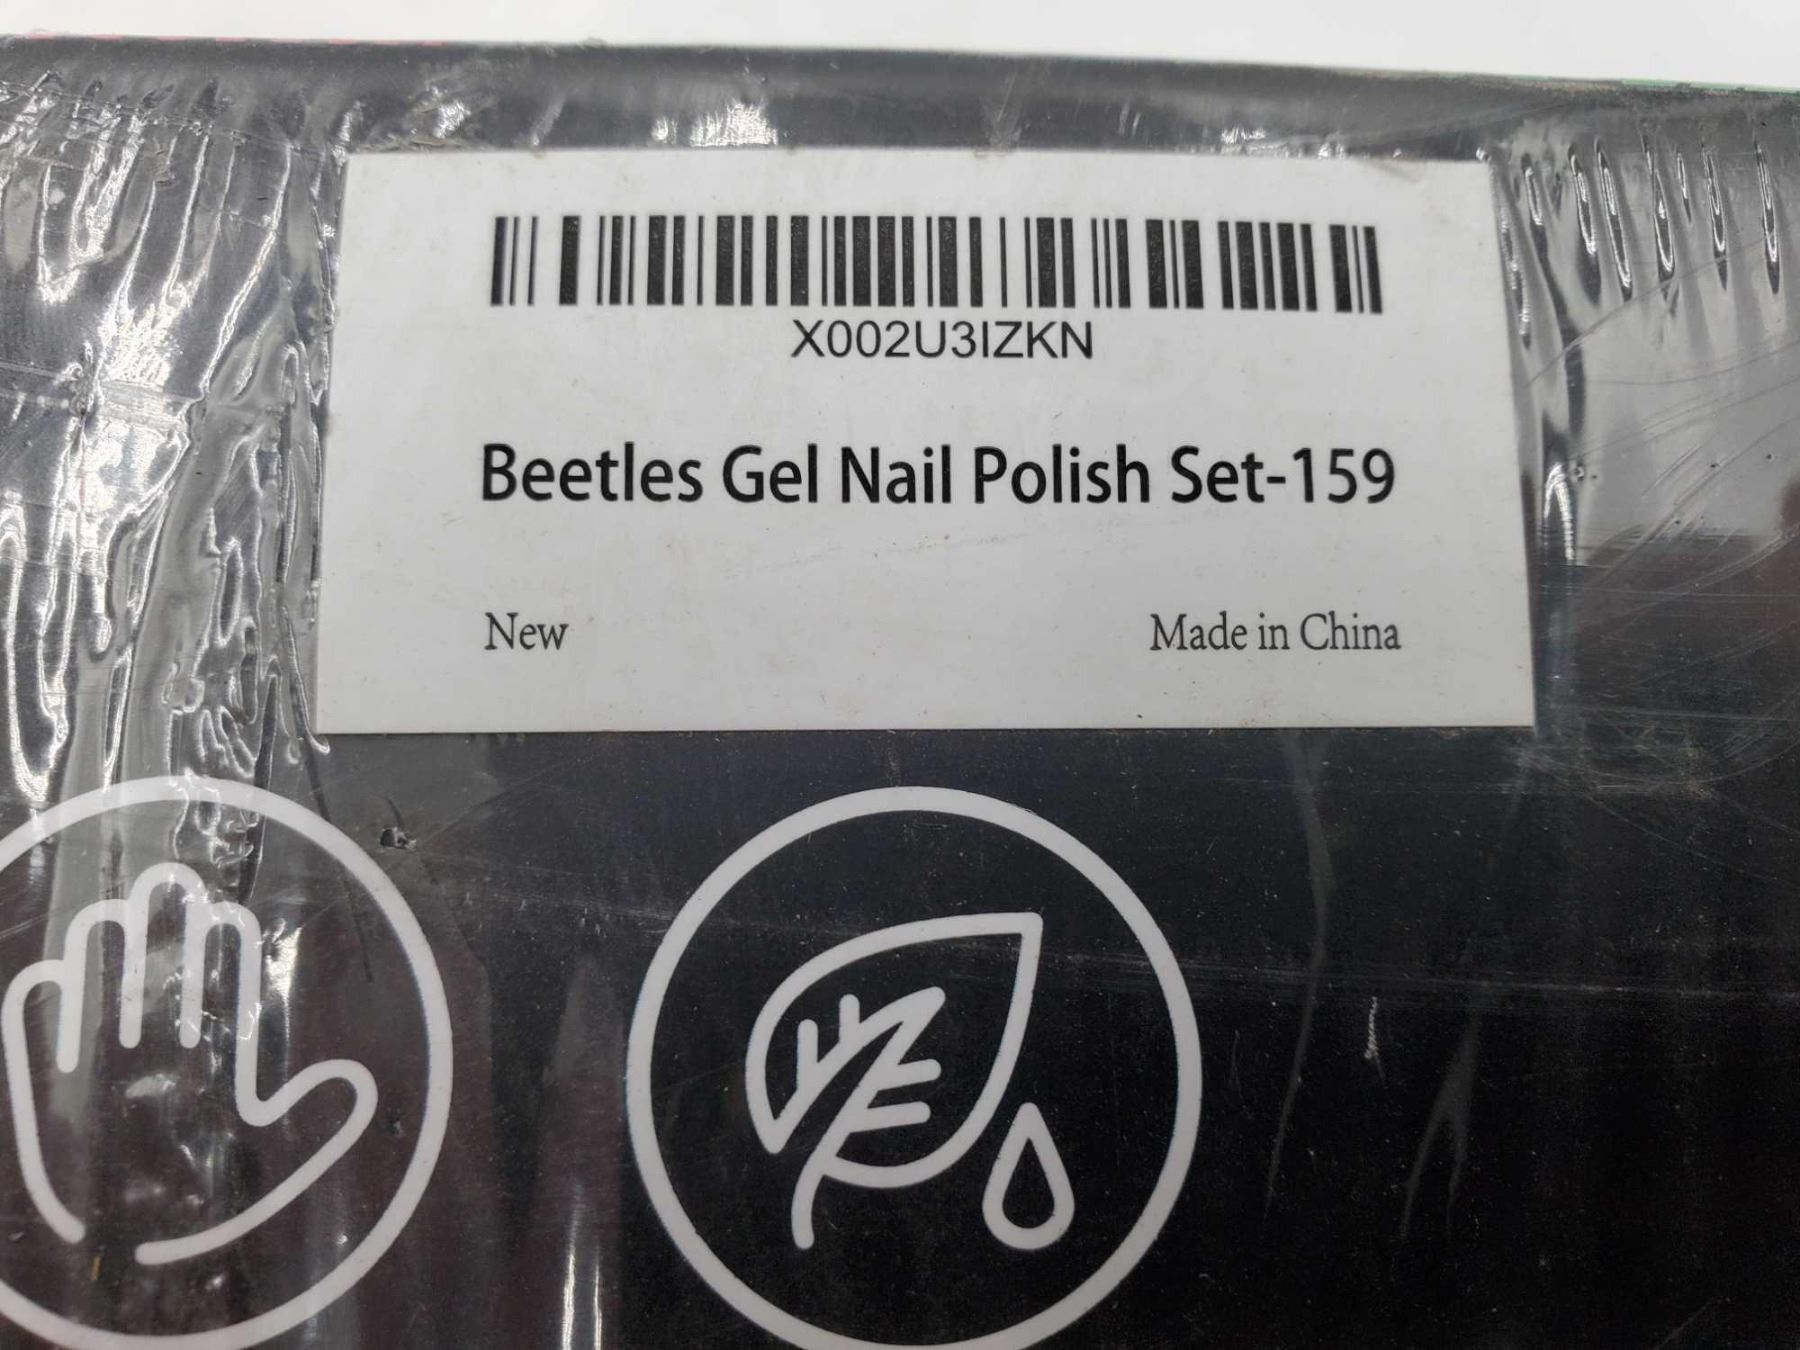 X002U3IZKN
Beetles Gel Nail Polish Set-159
New
Made in China